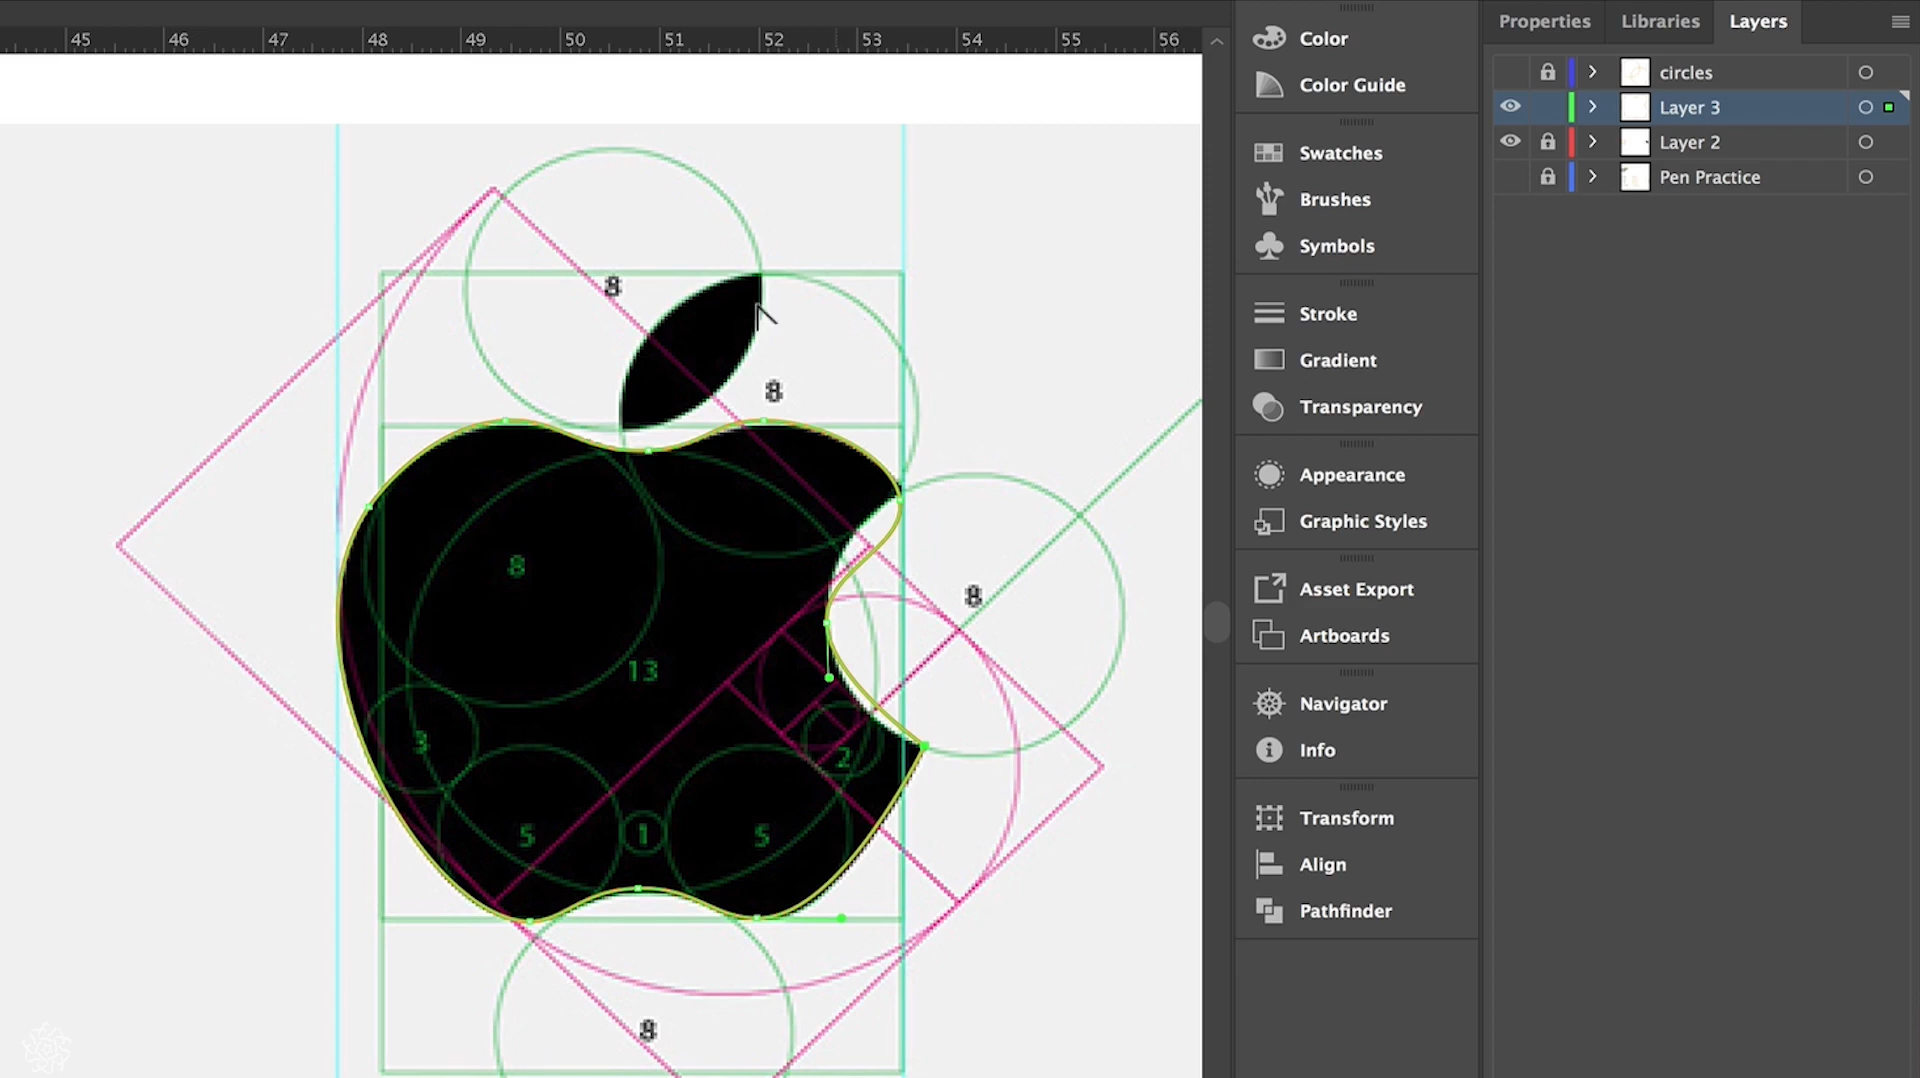 45 46 47 48 49 50 51 52 53 54 55 56
8
8
8
8
13
3
2
5
1
5
8
Color
Color Guide
Swatches
Brushes
Symbols
Stroke
Gradient
Transparency
Appearance
Graphic Styles
Asset Export
Artboards
Navigator
Info
Transform
Align
Pathfinder
Properties Libraries Layers
circles
Layer 3
Layer 2
Pen Practice